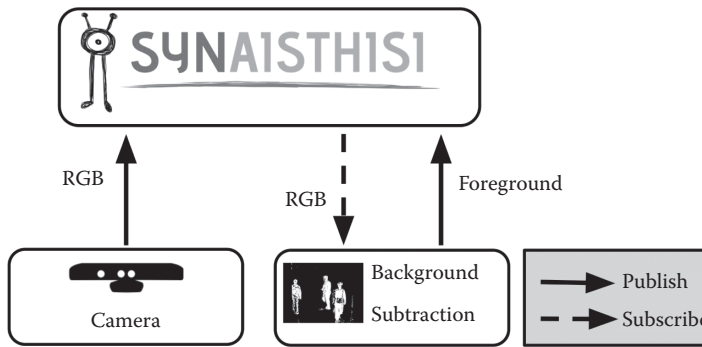 SYNAISTHISI
RGB
RGB
Foreground
Camera
Background
Subtraction
Publish
Subscribe